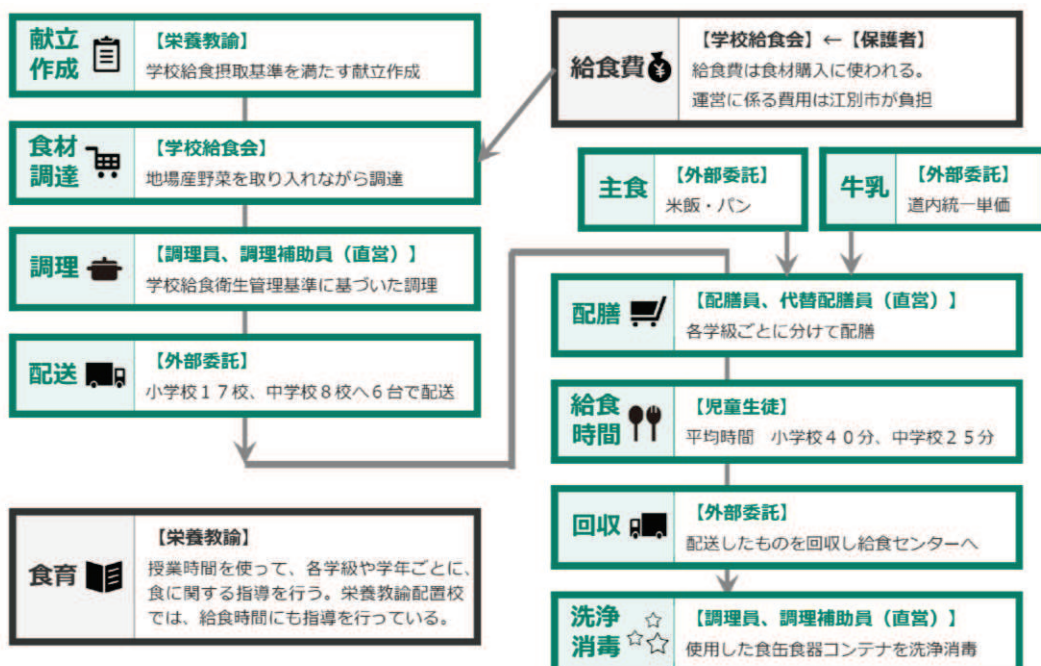 献立
作成
【栄養教諭】
学校給食摂取基準を満たす献立作成
食材
調達
【学校給食会】
地場産野菜を取り入れながら調達
調理
【調理員、調理補助員（直営）】
学校給食衛生管理基準に基づいた調理
配送
【外部委託】
小学校１７校、中学校８校へ６台で配送
食育
【栄養教諭】
授業時間を使って、各学級や学年ごとに、
食に関する指導を行う。栄養教諭配置校
では、給食時間にも指導を行っている。
給食費
¥
【学校給食会】←【保護者】
給食費は食材購入に使われる。
運営に係る費用は江別市が負担
主食
【外部委託】
米飯・パン
牛乳
【外部委託】
道内統一単価
配膳
【配膳員、代替配膳員（直営）】
各学級ごとに分けて配膳
給食
時間
【児童生徒】
平均時間　小学校４０分、中学校２５分
回収
【外部委託】
配送したものを回収し給食センターへ
洗浄
消毒
【調理員、調理補助員（直営）】
使用した食缶食器コンテナを洗浄消毒